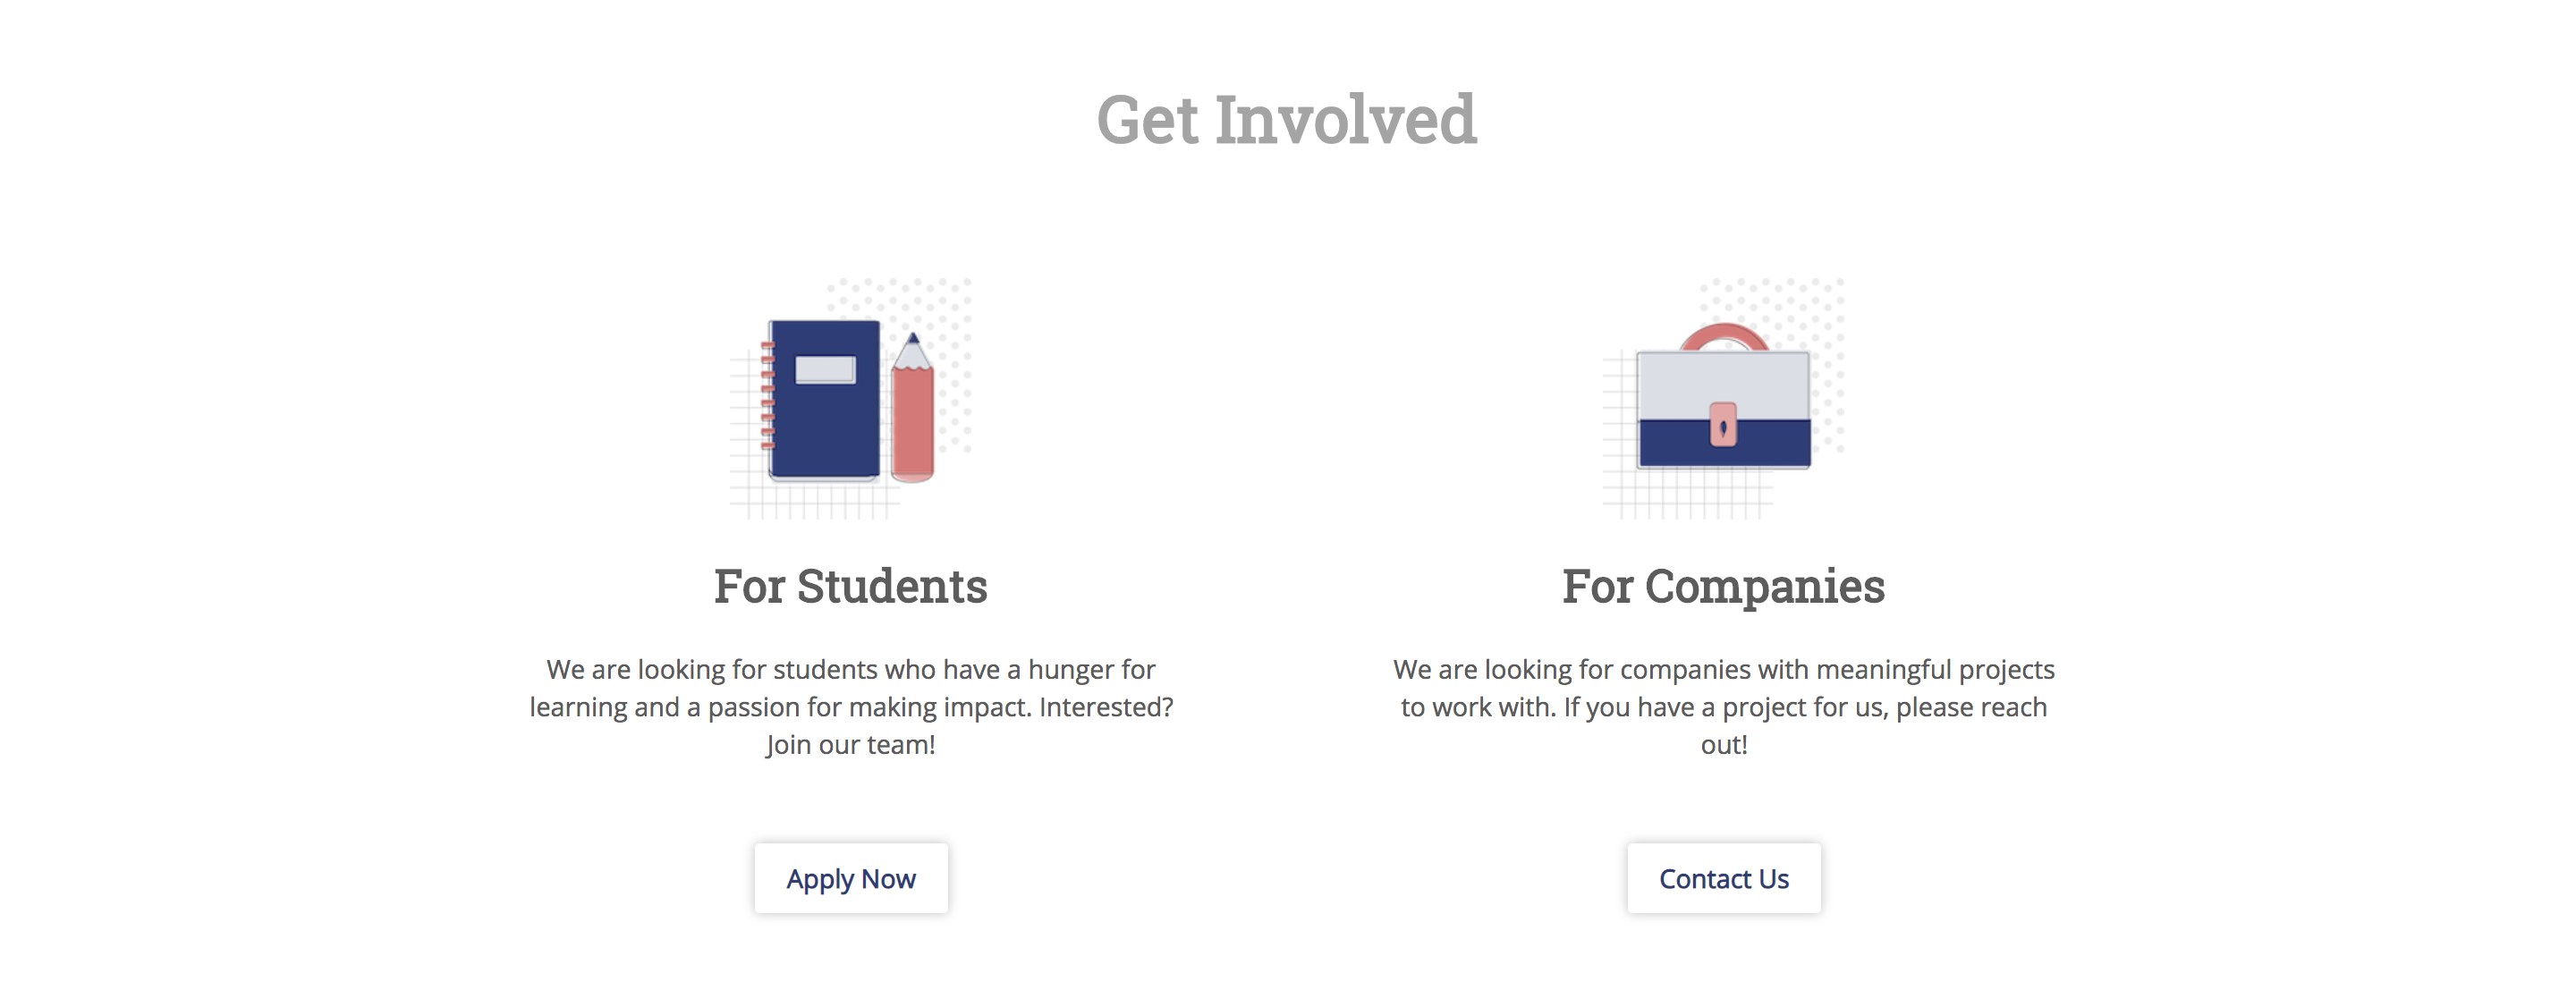 Get Involved
For Students
We are looking for students who have a hunger for
learning and a passion for making impact. Interested?
Join our team!
Apply Now
For Companies
We are looking for companies with meaningful projects
to work with. If you have a project for us, please reach
out!
Contact Us